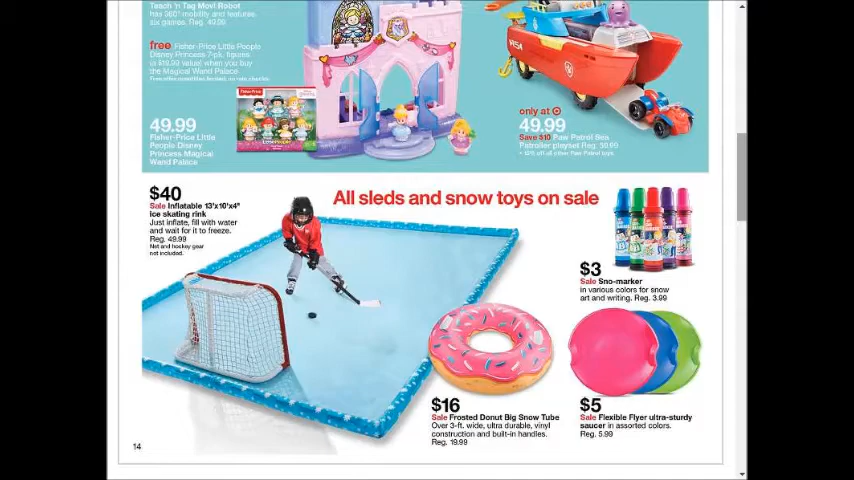 Teach 'n Tag Movi Robot
has 360° mobility and features
six games. Reg. 49.99
free Fisher-Price Little People
Disney Princess 7-pk. figures
(a $19.99 value) when you buy
the Magical Wand Palace
49.99
Fisher-Price Little
People Disney
Princess Magical
Wand Palace
only at
49.99
Save $10 Paw Patrol Sea
Patroller playset Reg. 59.99
All sleds and snow toys on sale
$40
Sale Inflatable 13'x10'x4"
ice skating rink
Just inflate, fill with water
and wait for it to freeze.
Reg. 49.99
Net and hockey gear
not included.
$3
Sale Sno-marker
in various colors for snow
art and writing. Reg. 3.99
$16
Sale Frosted Donut Big Snow Tube
Over 3-ft. wide, ultra durable, vinyl
construction and built-in handles.
Reg. 19.99
$5
Sale Flexible Flyer ultra-sturdy
saucer in assorted colors.
Reg. 5.99
14